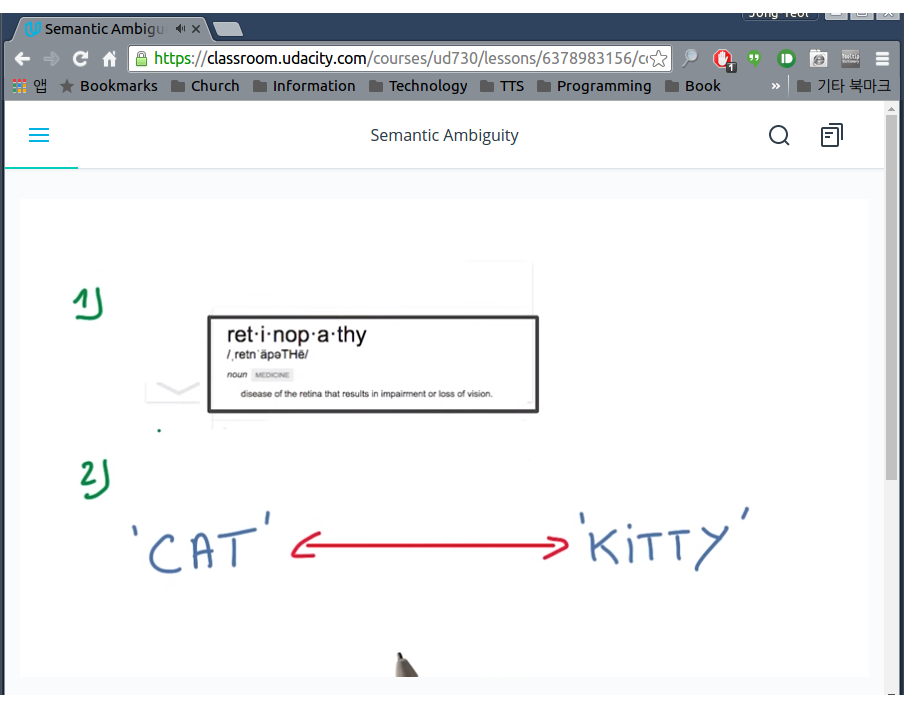 Semantic Ambigu
Jong Yeol
https://classroom.udacity.com/courses/ud730/lessons/6378983156/c
앱 Bookmarks Church Information Technology TTS Programming Book » 기타 북마크
Semantic Ambiguity
1)
ret·i·nop·a·thy
/ˌretnˈäpəTHē/
noun MEDICINE
disease of the retina that results in impairment or loss of vision.
2)
'CAT' 'KiTTY'